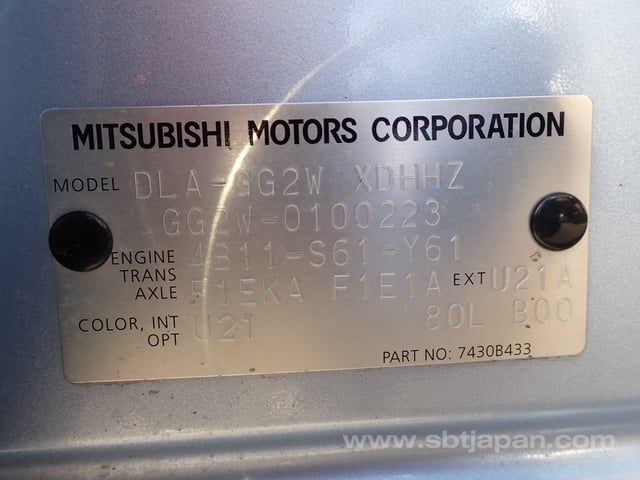 MITSUBISHI MOTORS CORPORATION
MODEL DLA-GG2W XDHHZ
GG2W-0100223
ENGINE 4B11-S61-Y61
TRANS
AXLE F1EKA F1E1A EXT U21A
COLOR, INT U21 80L B00
OPT
PART NO: 7430B433
www.sbtjapan.com